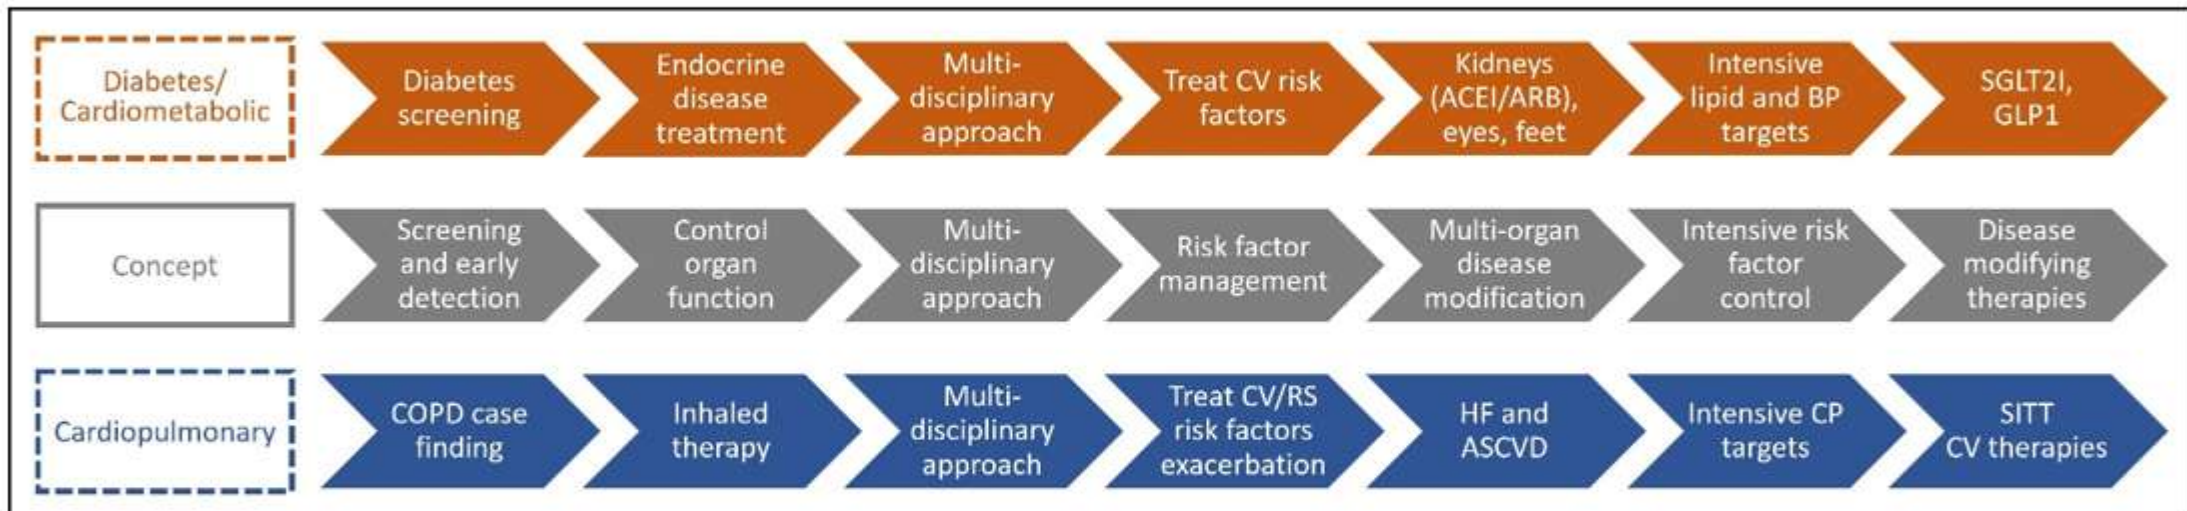 Diabetes/
Cardiometabolic
Diabetes
screening
Endocrine
disease
treatment
Multi-
disciplinary
approach
Treat CV risk
factors
Kidneys
(ACEI/ARB),
eyes, feet
Intensive
lipid and BP
targets
SGLT2I,
GLP1
Concept
Screening
and early
detection
Control
organ
function
Multi-
disciplinary
approach
Risk factor
management
Multi-organ
disease
modification
Intensive risk
factor
control
Disease
modifying
therapies
Cardiopulmonary
COPD case
finding
Inhaled
therapy
Multi-
disciplinary
approach
Treat CV/RS
risk factors
exacerbation
HF and
ASCVD
Intensive CP
targets
SITT
CV therapies